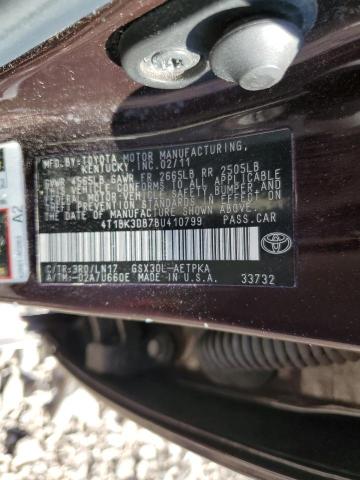 MFD.BY:TOYOTA MOTOR MANUFACTURING,
KENTUCKY, INC.02/11
GVWR 4985LB GAWR FR 2665LB RR 2505LB
THIS VEHICLE CONFORMS TO ALL APPLICABLE
FEDERAL MOTOR VEHICLE SAFETY, BUMPER, AND
THEFT PREVENTION STANDARDS IN EFFECT ON
THE DATE OF MANUFACTURE SHOWN ABOVE.
4T1BK3DB7BU410799 PASS.CAR
C/TR:3R0/LN17 GSX30L-AETPKA
A/TM:-02A/U660E MADE IN U.S.A. 33732
TOYOTA
A2